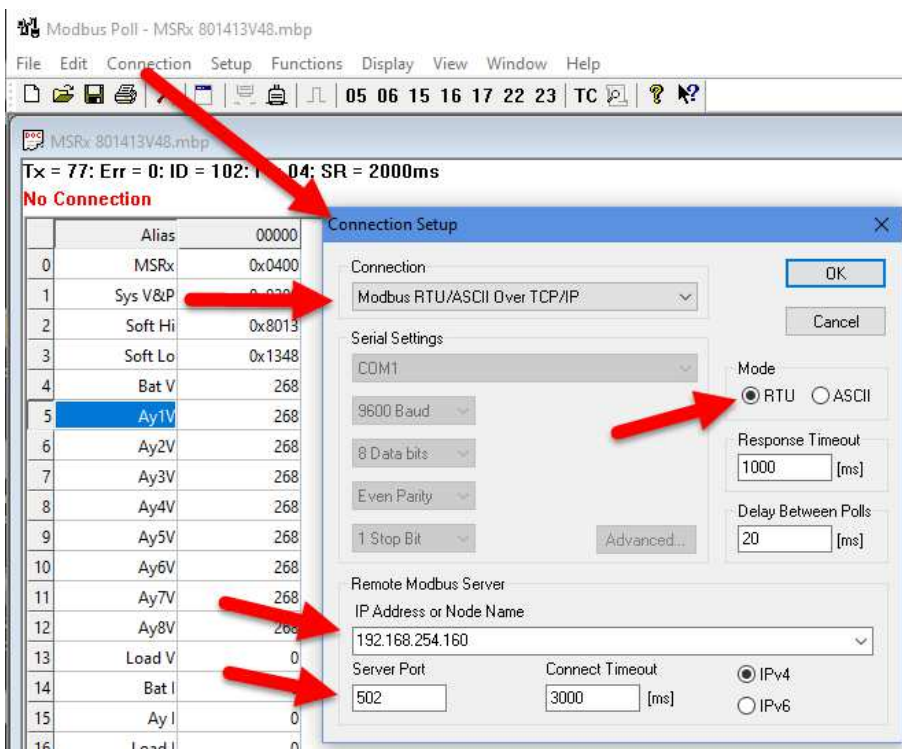 Modbus Poll - MSRx 801413V48.mbp
File Edit Connection Setup Functions Display View Window Help
05 06 15 16 17 22 23 TC
MSRx 801413V48.mbp
Tx = 77: Err = 0: ID = 102: 04: SR = 2000ms
No Connection
Alias 00000
0 MSRx 0x0400
1 Sys V&P
2 Soft Hi 0x8013
3 Soft Lo 0x1348
4 Bat V 268
5 Ay1V 268
6 Ay2V 268
7 Ay3V 268
8 Ay4V 268
9 Ay5V 268
10 Ay6V 268
11 Ay7V 268
12 Ay8V 268
13 Load V 0
14 Bat I 0
15 Ay I 0
16 Load I 0
Connection Setup
Connection
Modbus RTU/ASCII Over TCP/IP
OK
Cancel
Serial Settings
COM1
9600 Baud
8 Data bits
Even Parity
1 Stop Bit
Advanced...
Mode
RTU ASCII
Response Timeout
1000 [ms]
Delay Between Polls
20 [ms]
Remote Modbus Server
IP Address or Node Name
192.168.254.160
Server Port Connect Timeout
502 3000 [ms]
IPv4
IPv6